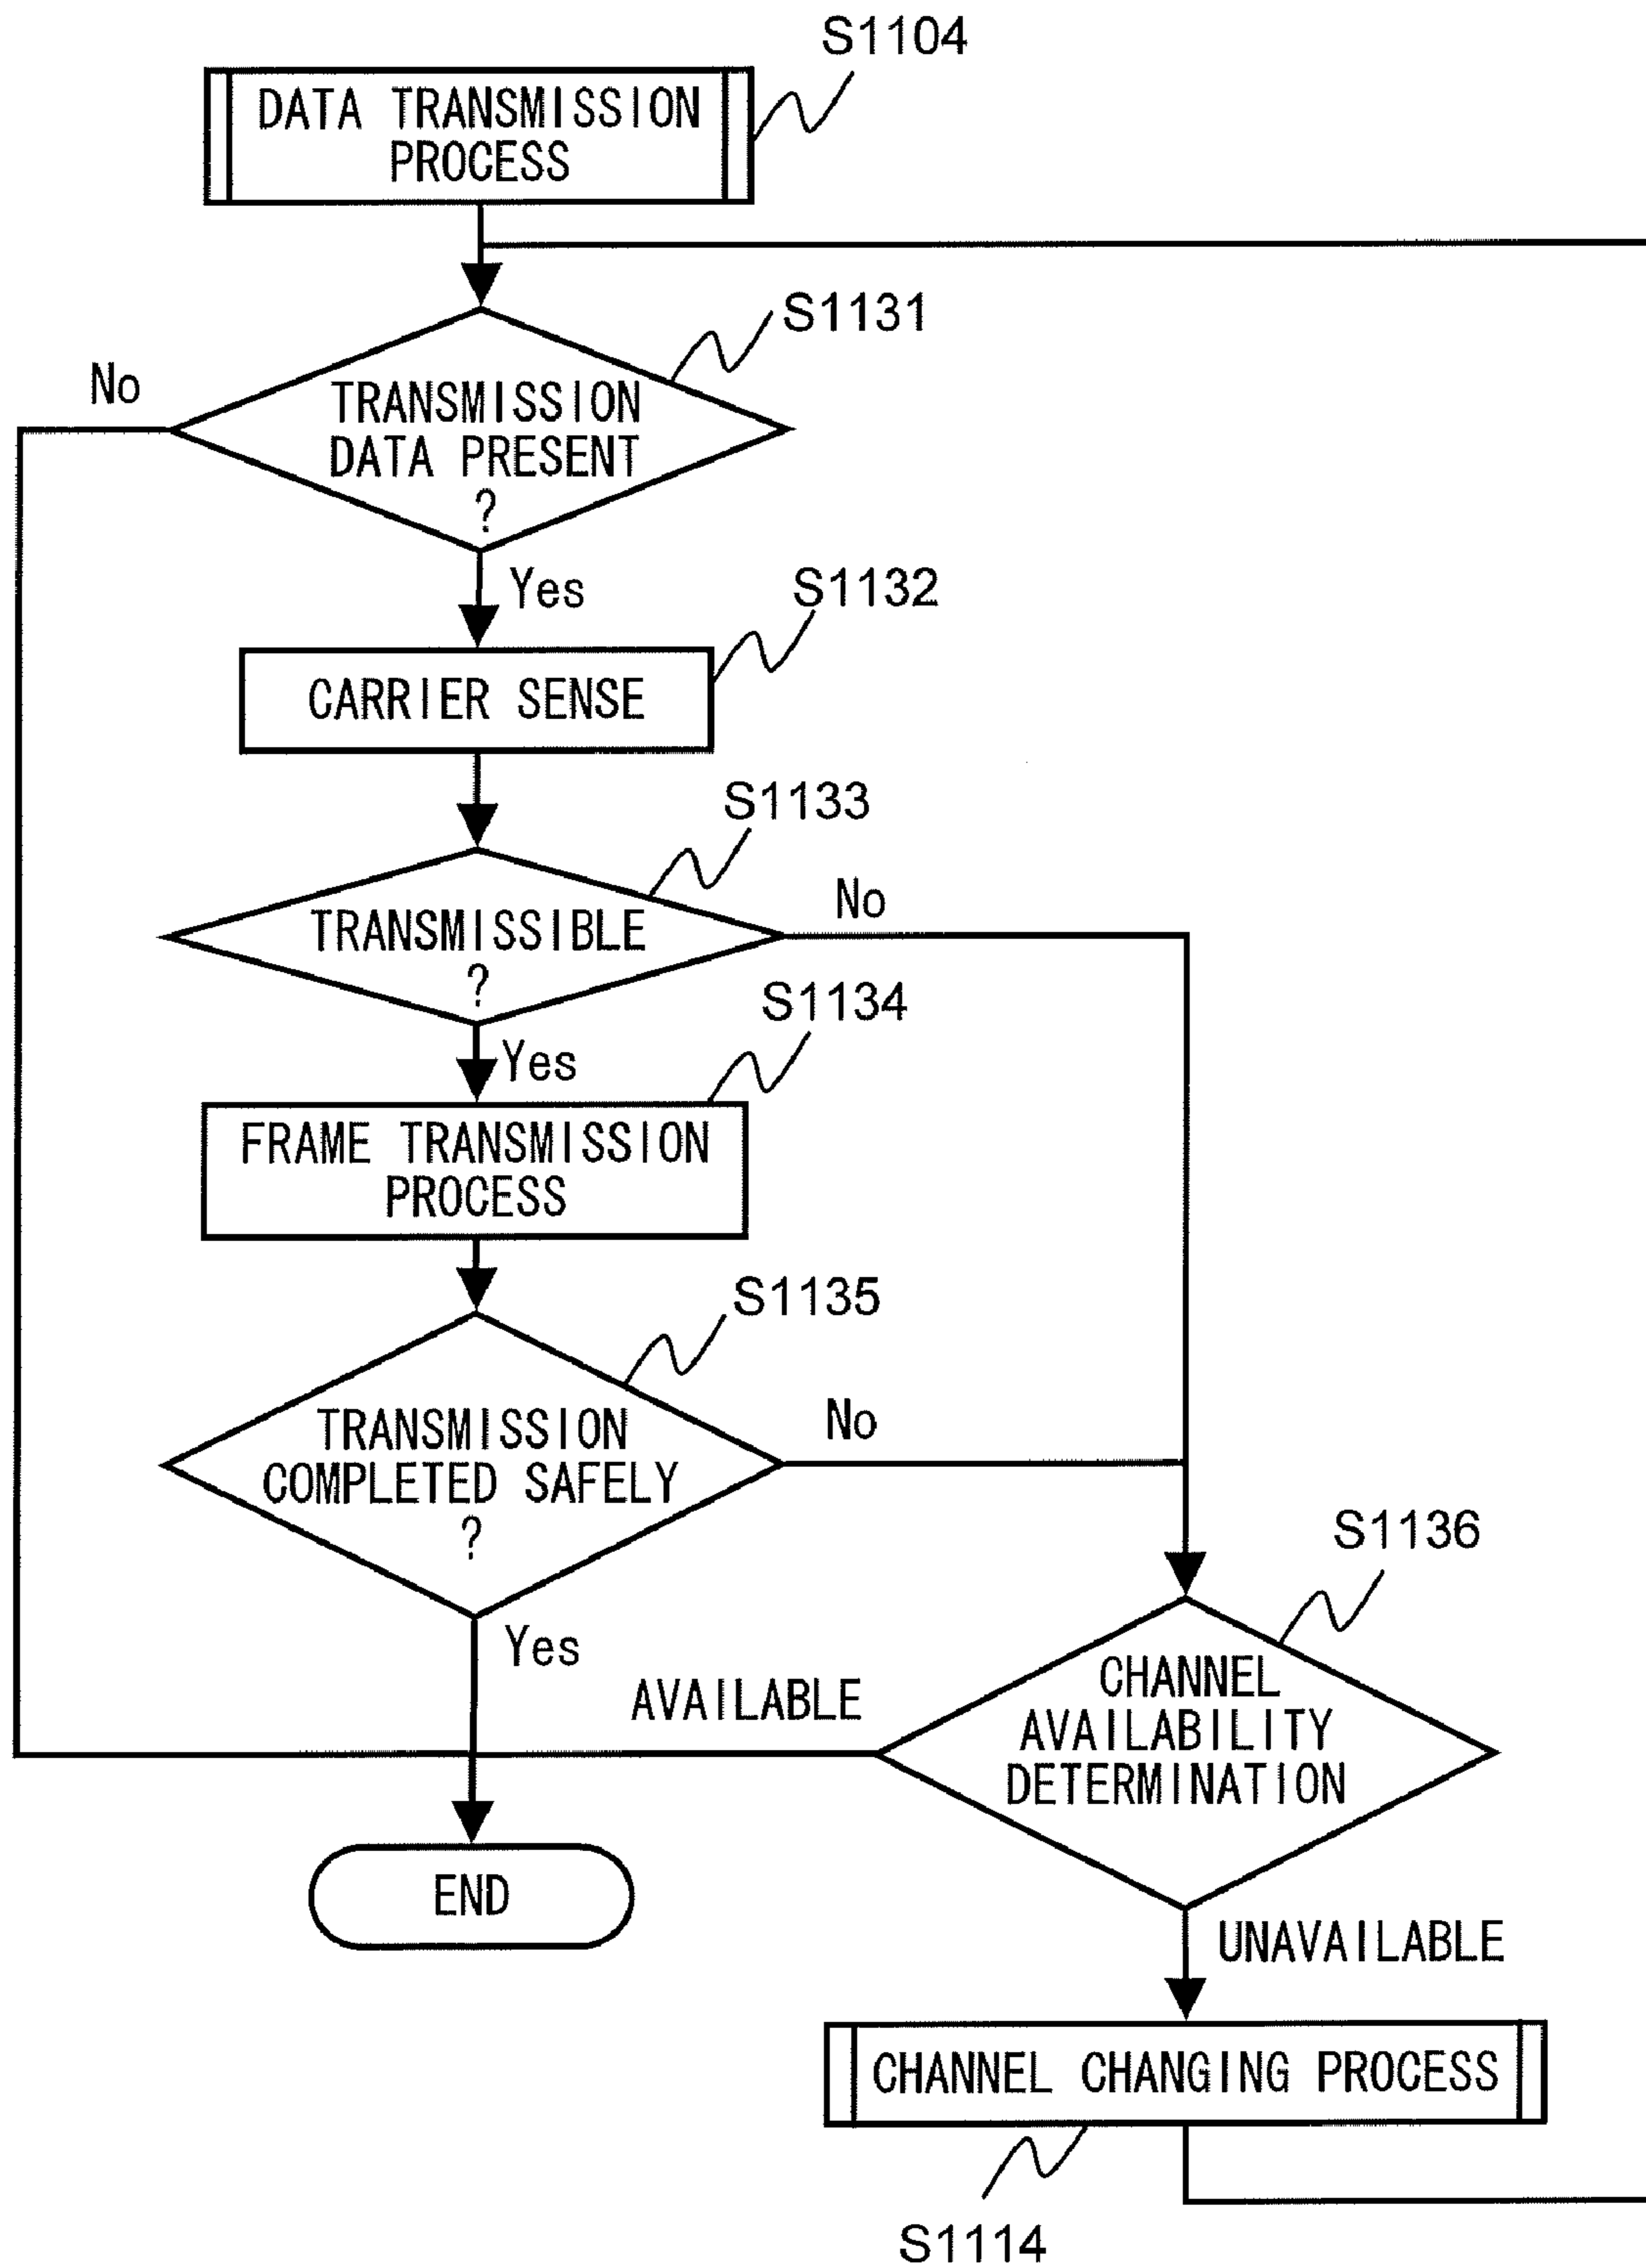 S1104
DATA TRANSMISSION
PROCESS
S1131
No
TRANSMISSION
DATA PRESENT
?
Yes
S1132
CARRIER SENSE
S1133
No
TRANSMISSIBLE
?
S1134
Yes
FRAME TRANSMISSION
PROCESS
S1135
No
TRANSMISSION
COMPLETED SAFELY
?
S1136
Yes
AVAILABLE
CHANNEL
AVAILABILITY
DETERMINATION
END
UNAVAILABLE
CHANNEL CHANGING PROCESS
S1114